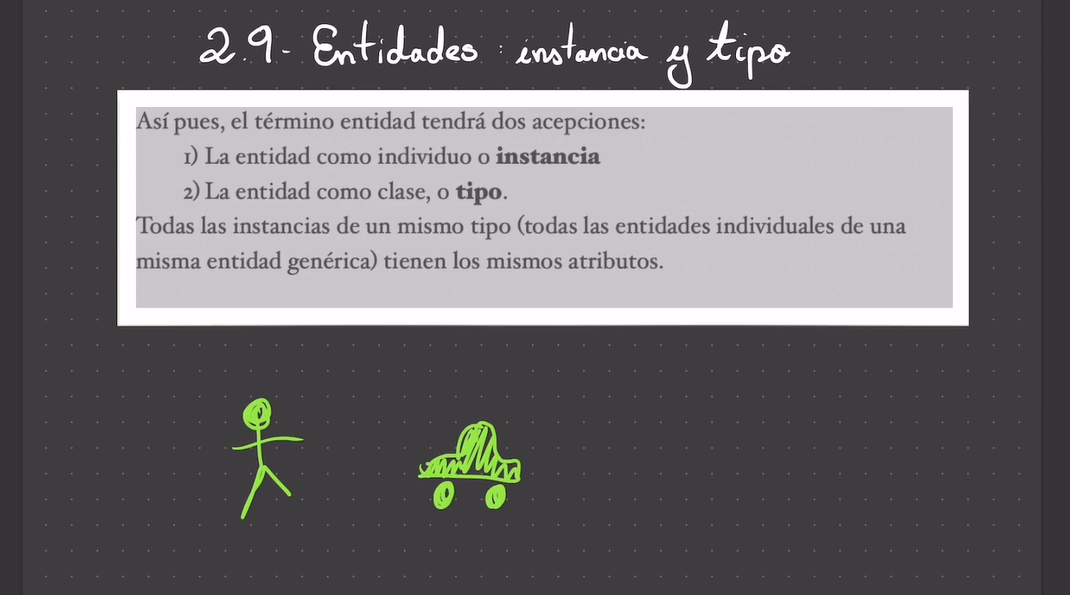 2.9.- Entidades: instancia y tipo
Así pues, el término entidad tendrá dos acepciones:
1) La entidad como individuo o instancia
2) La entidad como clase, o tipo.
Todas las instancias de un mismo tipo (todas las entidades individuales de una
misma entidad genérica) tienen los mismos atributos.